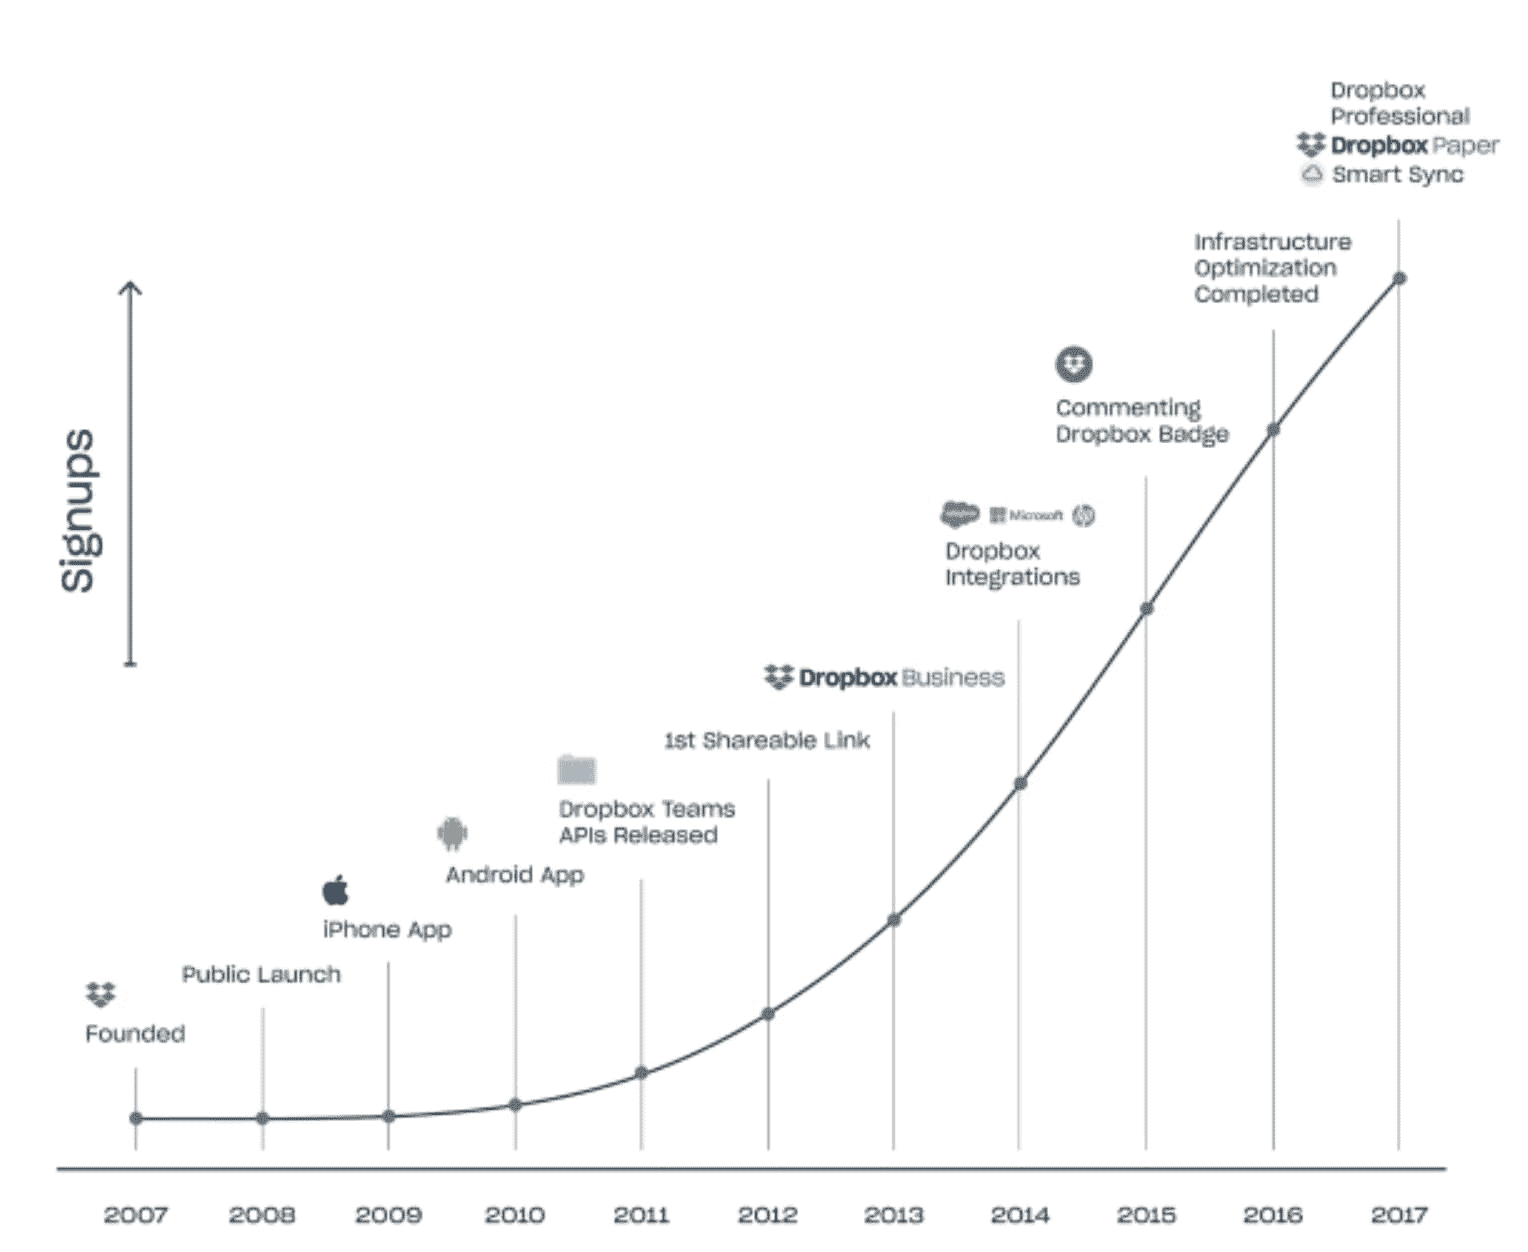 Dropbox
Professional
Dropbox Paper
Smart Sync
Infrastructure
Optimization
Completed
Commenting
Dropbox Badge
Microsoft
Dropbox
Integrations
Dropbox Business
1st Shareable Link
Dropbox Teams
APIs Released
Android App
iPhone App
Public Launch
Founded
Signups
2007 2008 2009 2010 2011 2012 2013 2014 2015 2016 2017